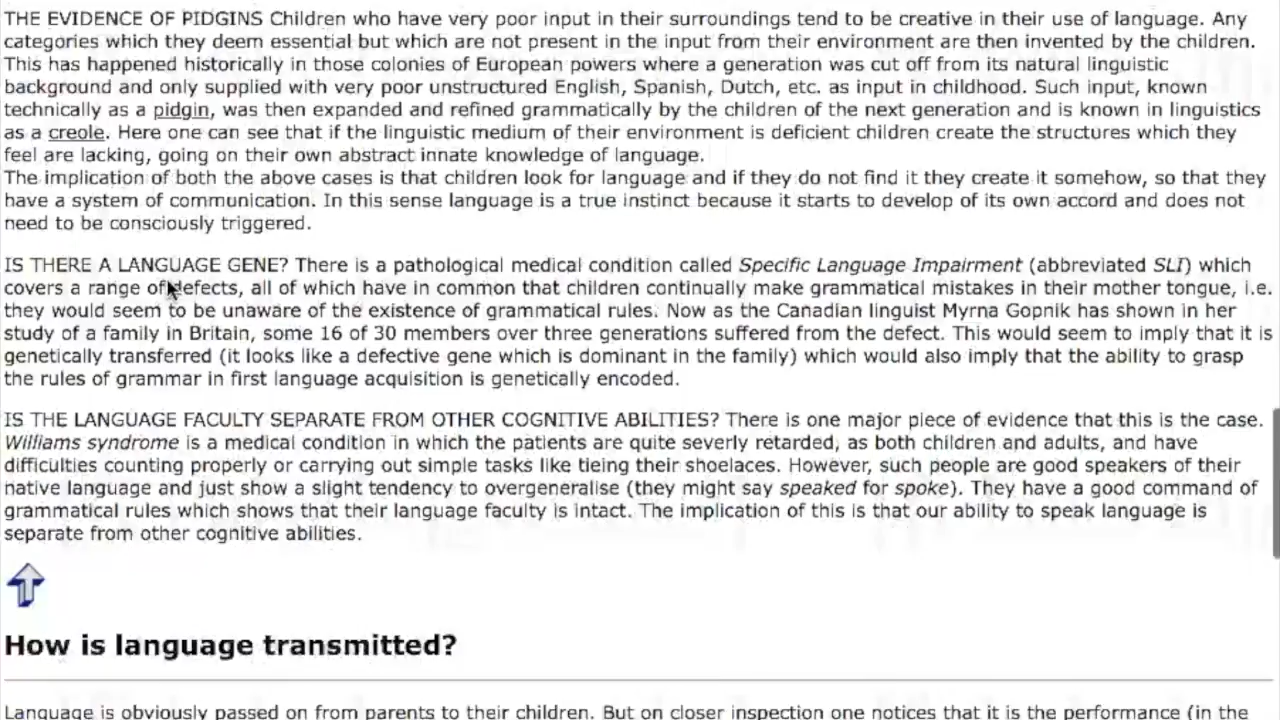 THE EVIDENCE OF PIDGINS Children who have very poor input in their surroundings tend to be creative in their use of language. Any
categories which they deem essential but which are not present in the input from their environment are then invented by the children.
This has happened historically in those colonies of European powers where a generation was cut off from its natural linguistic
background and only supplied with very poor unstructured English, Spanish, Dutch, etc. as input in childhood. Such input, known
technically as a pidgin, was then expanded and refined grammatically by the children of the next generation and is known in linguistics
as a creole. Here one can see that if the linguistic medium of their environment is deficient children create the structures which they
feel are lacking, going on their own abstract innate knowledge of language.
The implication of both the above cases is that children look for language and if they do not find it they create it somehow, so that they
have a system of communication. In this sense language is a true instinct because it starts to develop of its own accord and does not
need to be consciously triggered.
IS THERE A LANGUAGE GENE? There is a pathological medical condition called Specific Language Impairment (abbreviated SLI) which
covers a range of defects, all of which have in common that children continually make grammatical mistakes in their mother tongue, i.e.
they would seem to be unaware of the existence of grammatical rules. Now as the Canadian linguist Myrna Gopnik has shown in her
study of a family in Britain, some 16 of 30 members over three generations suffered from the defect. This would seem to imply that it is
genetically transferred (it looks like a defective gene which is dominant in the family) which would also imply that the ability to grasp
the rules of grammar in first language acquisition is genetically encoded.
IS THE LANGUAGE FACULTY SEPARATE FROM OTHER COGNITIVE ABILITIES? There is one major piece of evidence that this is the case.
Williams syndrome is a medical condition in which the patients are quite severly retarded, as both children and adults, and have
difficulties counting properly or carrying out simple tasks like tieing their shoelaces. However, such people are good speakers of their
native language and just show a slight tendency to overgeneralise (they might say speaked for spoke). They have a good command of
grammatical rules which shows that their language faculty is intact. The implication of this is that our ability to speak language is
separate from other cognitive abilities.
How is language transmitted?
Language is obviously passed on from parents to their children. But on closer inspection one notices that it is the performance (in the